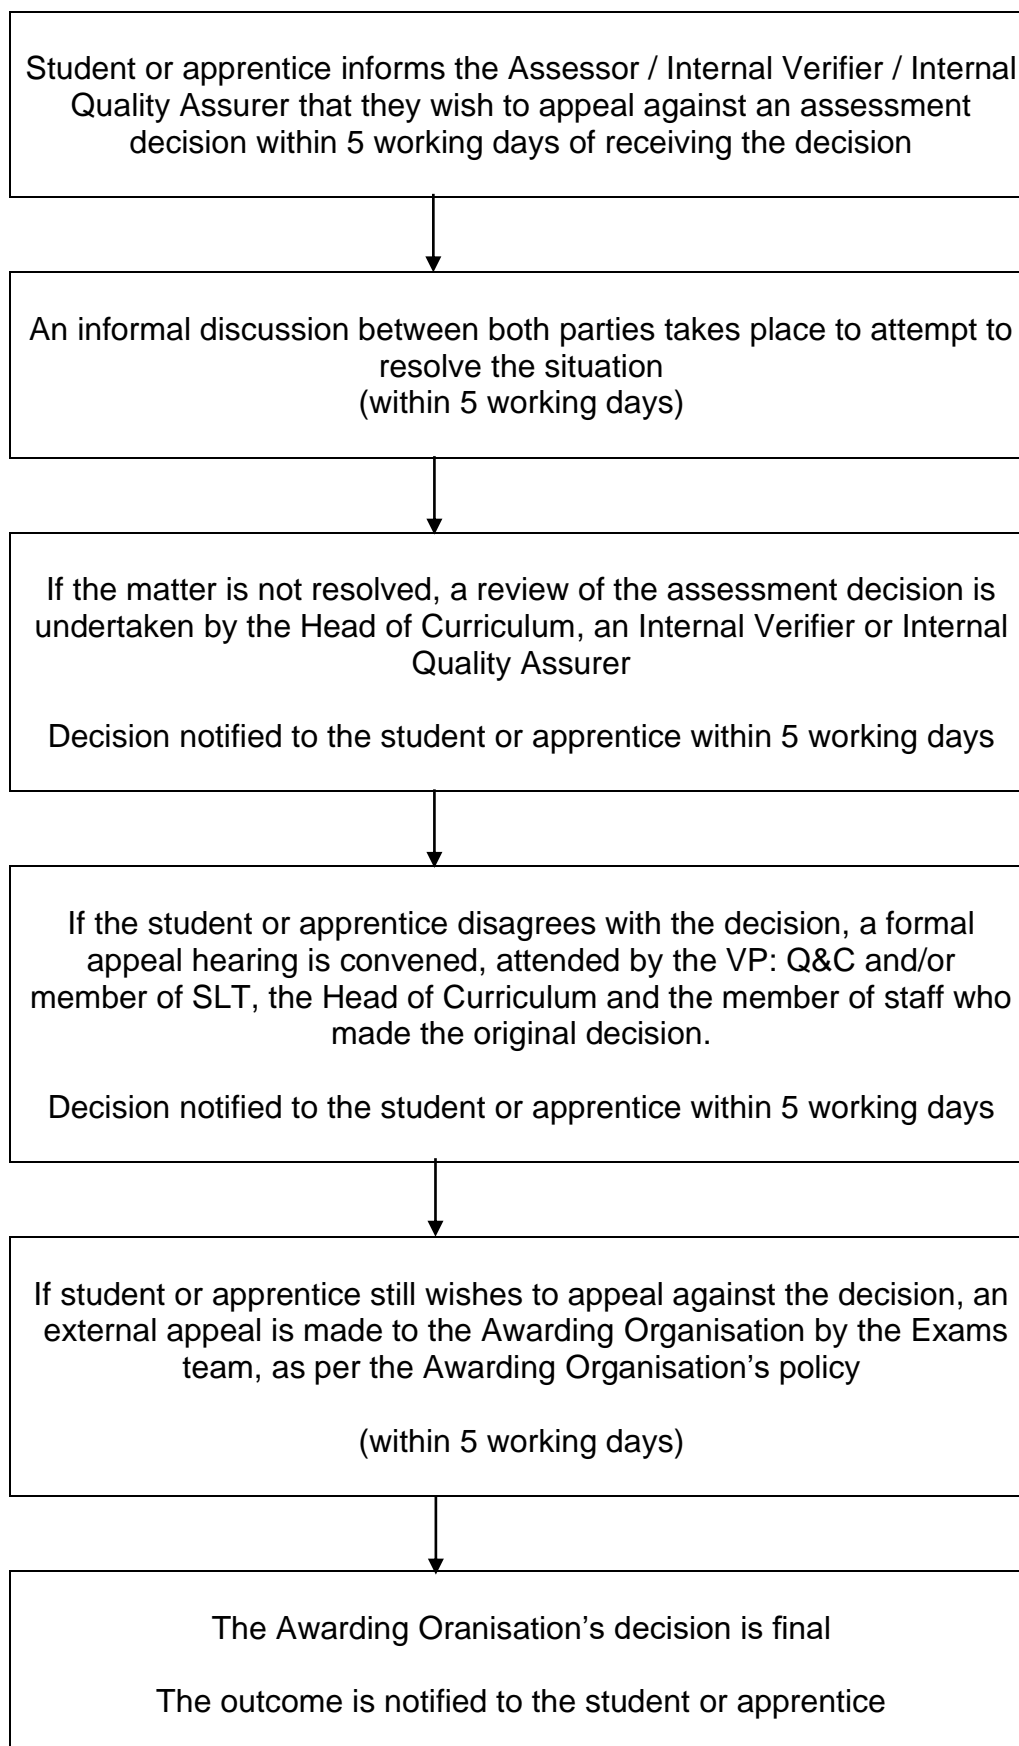 Student or apprentice informs the Assessor / Internal Verifier / Internal
Quality Assurer that they wish to appeal against an assessment
decision within 5 working days of receiving the decision
An informal discussion between both parties takes place to attempt to
resolve the situation
(within 5 working days)
If the matter is not resolved, a review of the assessment decision is
undertaken by the Head of Curriculum, an Internal Verifier or Internal
Quality Assurer
Decision notified to the student or apprentice within 5 working days
If the student or apprentice disagrees with the decision, a formal
appeal hearing is convened, attended by the VP: Q&C and/or
member of SLT, the Head of Curriculum and the member of staff who
made the original decision.
Decision notified to the student or apprentice within 5 working days
If student or apprentice still wishes to appeal against the decision, an
external appeal is made to the Awarding Organisation by the Exams
team, as per the Awarding Organisation’s policy
(within 5 working days)
The Awarding Oranisation’s decision is final
The outcome is notified to the student or apprentice